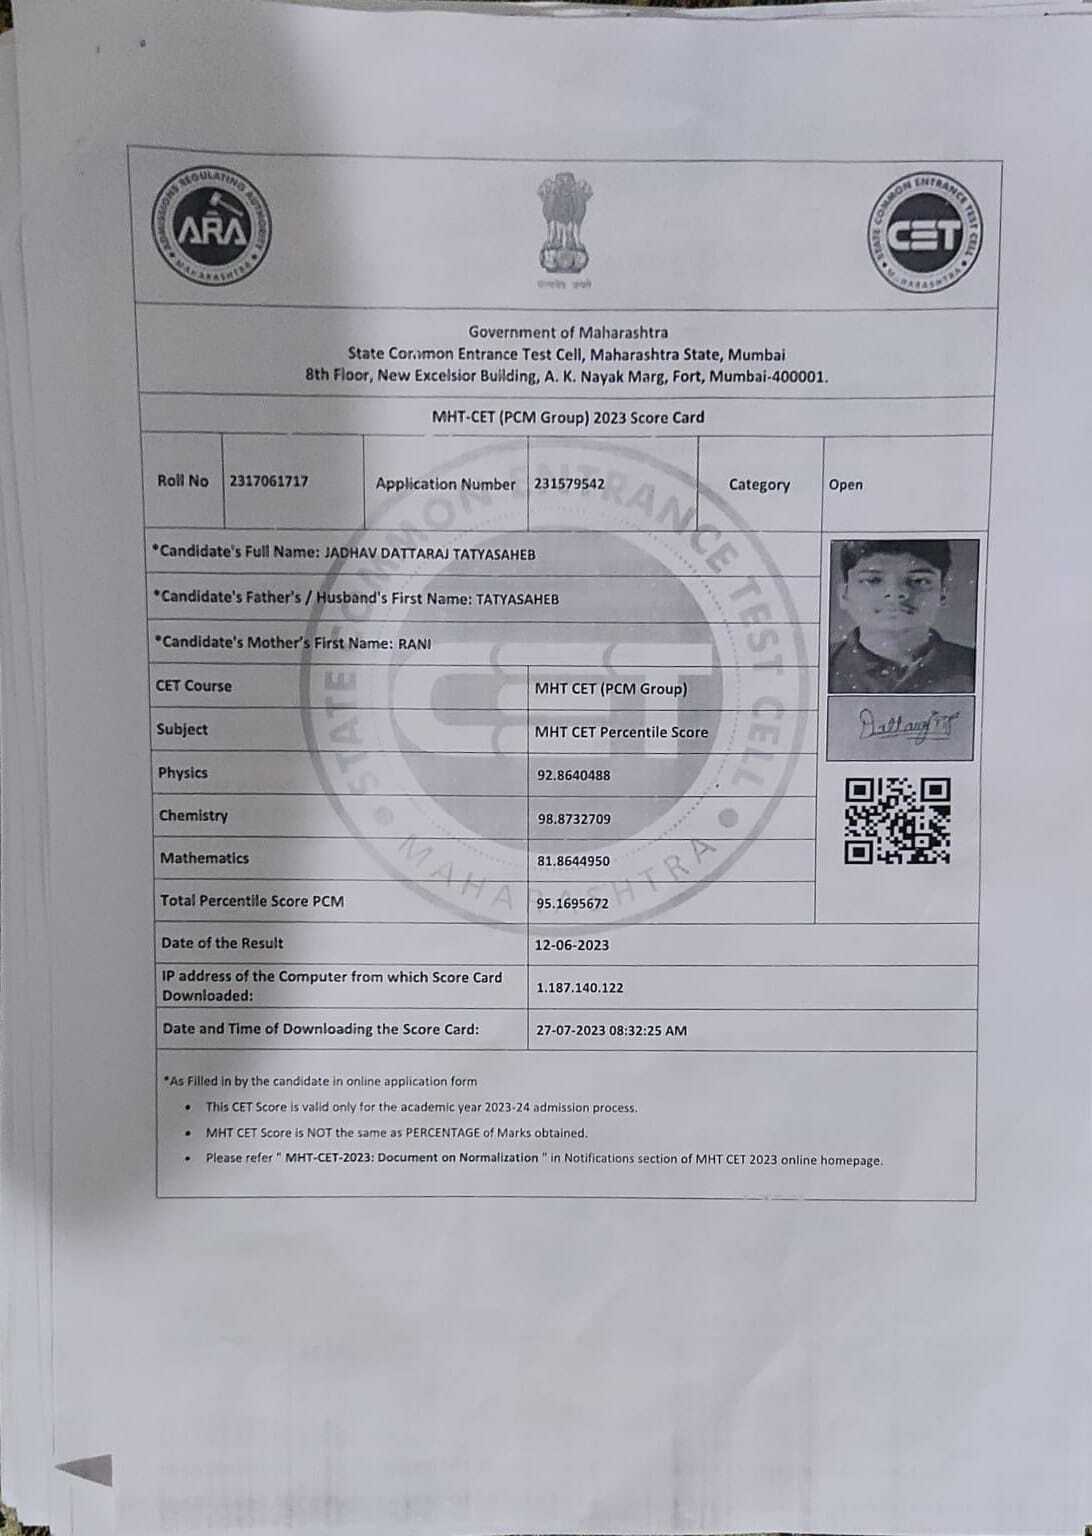 ADMISSIONS REGULATING AUTHORITY
ARA
MAHARASHTRA
STATE COMMON ENTRANCE TEST CELL
CET
MAHARASHTRA
Government of Maharashtra
State Common Entrance Test Cell, Maharashtra State, Mumbai
8th Floor, New Excelsior Building, A. K. Nayak Marg, Fort, Mumbai-400001.
MHT-CET (PCM Group) 2023 Score Card
Roll No 2317061717 Application Number 231579542 Category Open
*Candidate's Full Name: JADHAV DATTARAJ TATYASAHEB
*Candidate's Father's / Husband's First Name: TATYASAHEB
*Candidate's Mother's First Name: RANI
CET Course MHT CET (PCM Group)
Subject MHT CET Percentile Score
Physics 92.8640488
Chemistry 98.8732709
Mathematics 81.8644950
Total Percentile Score PCM 95.1695672
Date of the Result 12-06-2023
IP address of the Computer from which Score Card
Downloaded: 1.187.140.122
Date and Time of Downloading the Score Card: 27-07-2023 08:32:25 AM
STATE COMMON ENTRANCE TEST CELL
CET
MAHARASHTRA
*As Filled in by the candidate in online application form
• This CET Score is valid only for the academic year 2023-24 admission process.
• MHT CET Score is NOT the same as PERCENTAGE of Marks obtained.
• Please refer " MHT-CET-2023: Document on Normalization " in Notifications section of MHT CET 2023 online homepage.